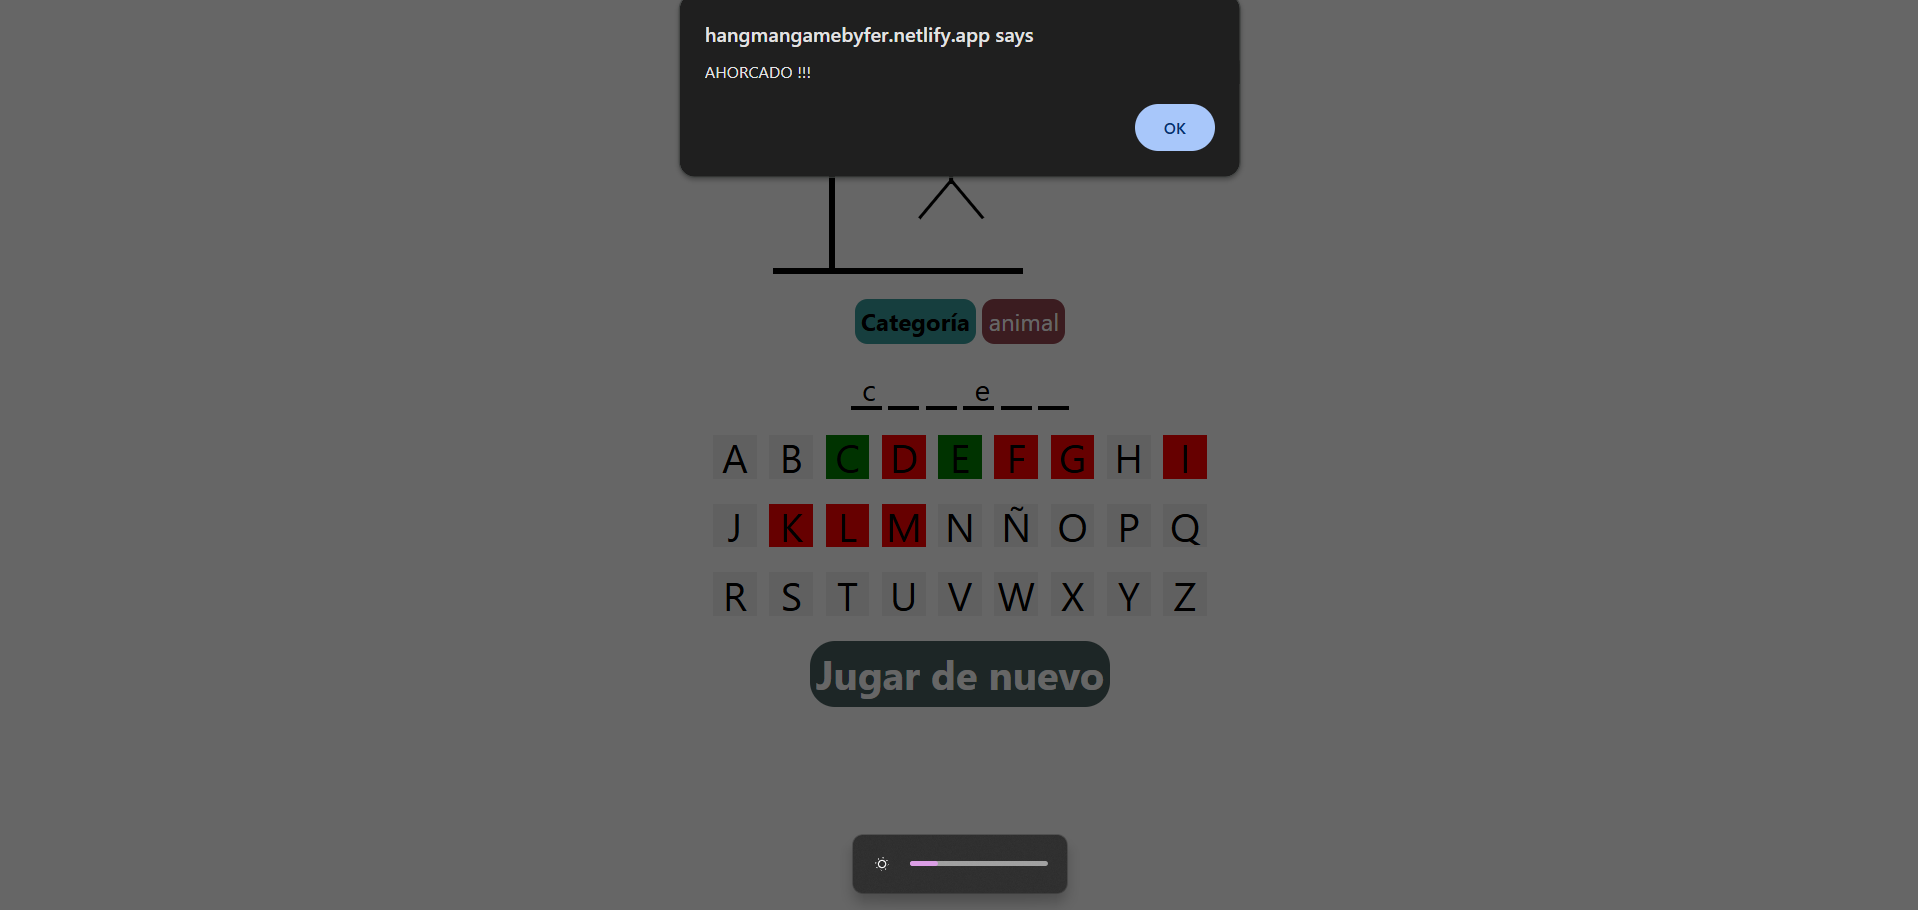 hangmangamebyfer.netlify.app says
AHORCADO !!!
OK
Categoría animal
c _ _ e _ _
A B C D E F G H I
J K L M N Ñ O P Q
R S T U V W X Y Z
Jugar de nuevo